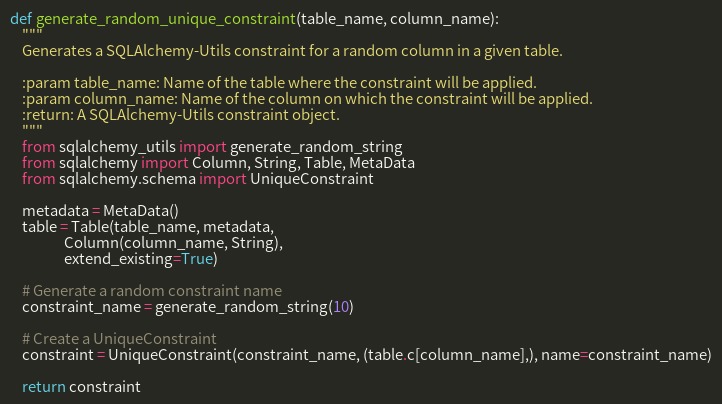 def generate_random_unique_constraint(table_name, column_name):
"""
Generates a SQLAlchemy-Utils constraint for a random column in a given table.
:param table_name: Name of the table where the constraint will be applied.
:param column_name: Name of the column on which the constraint will be applied.
:return: A SQLAlchemy-Utils constraint object.
"""
from sqlalchemy_utils import generate_random_string
from sqlalchemy import Column, String, Table, MetaData
from sqlalchemy.schema import UniqueConstraint
metadata = MetaData()
table = Table(table_name, metadata,
Column(column_name, String),
extend_existing=True)
# Generate a random constraint name
constraint_name = generate_random_string(10)
# Create a UniqueConstraint
constraint = UniqueConstraint(constraint_name, (table.c[column_name],), name=constraint_name)
return constraint